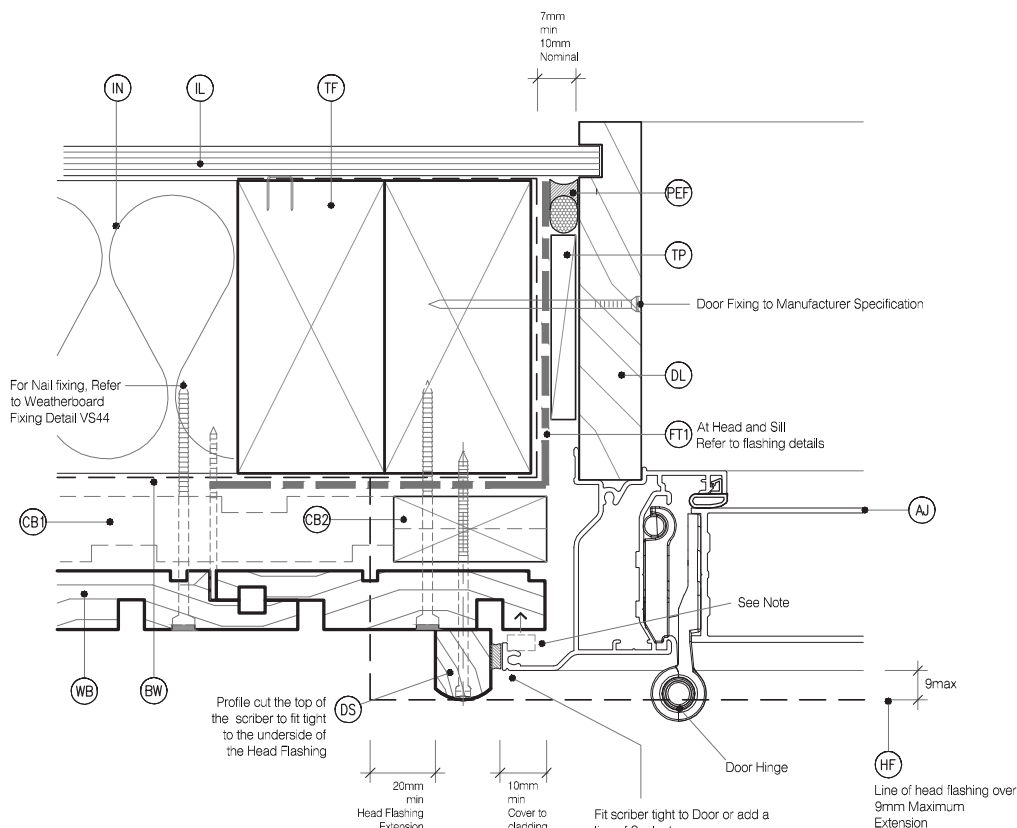 7mm
min
10mm
Nominal
IN
IL
TF
PEF
TP
Door Fixing to Manufacturer Specification
DL
For Nail fixing, Refer
to Weatherboard
Fixing Detail VS44
FT1
At Head and Sill
Refer to flashing details
CB1
CB2
AJ
See Note
WB
BW
DS
Profile cut the top of
the scriber to fit tight
to the underside of
the Head Flashing
9max
Door Hinge
HF
Line of head flashing over
9mm Maximum
Extension
20mm
min
Head Flashing
Extension
10mm
min
Cover to
cladding
Fit scriber tight to Door or add a